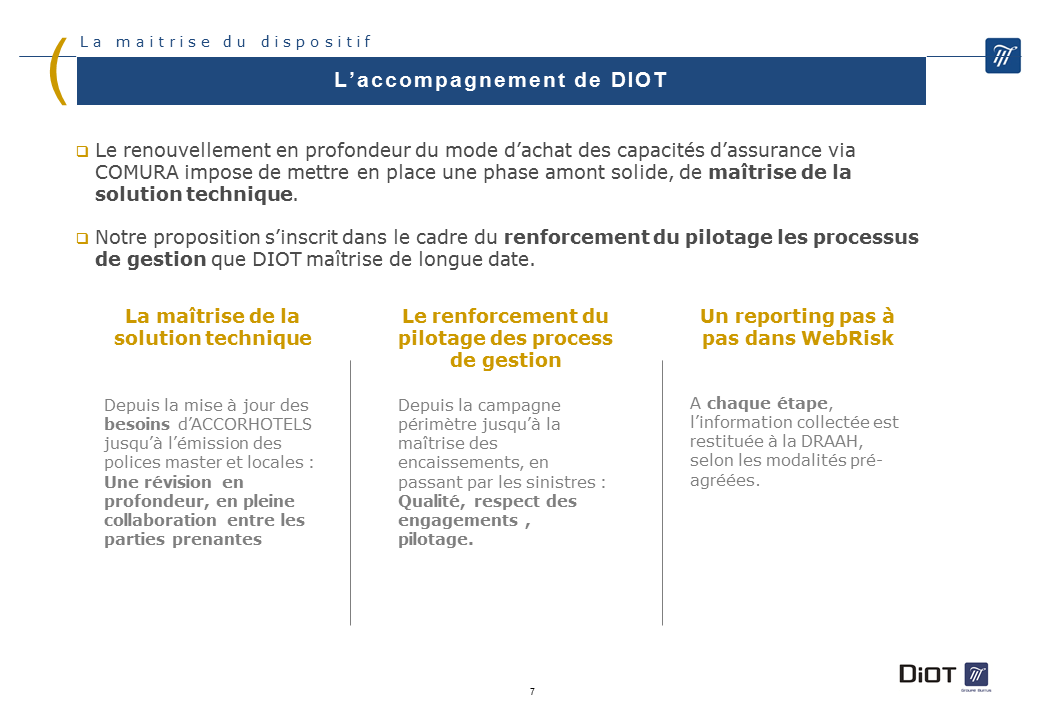 La maitrise du dispositif
L’accompagnement de DIOT
Le renouvellement en profondeur du mode d’achat des capacités d’assurance via
COMURA impose de mettre en place une phase amont solide, de maîtrise de la
solution technique.
Notre proposition s’inscrit dans le cadre du renforcement du pilotage les processus
de gestion que DIOT maîtrise de longue date.
La maîtrise de la
solution technique
Depuis la mise à jour des
besoins d’ACCORHOTELS
jusqu’à l’émission des
polices master et locales :
Une révision en
profondeur, en pleine
collaboration entre les
parties prenantes
Le renforcement du
pilotage des process
de gestion
Depuis la campagne
périmètre jusqu’à la
maîtrise des
encaissements, en
passant par les sinistres :
Qualité, respect des
engagements ,
pilotage.
Un reporting pas à
pas dans WebRisk
A chaque étape,
l’information collectée est
restituée à la DRAAH,
selon les modalités pré-
agréées.
DiOT
Groupe Burrus
7